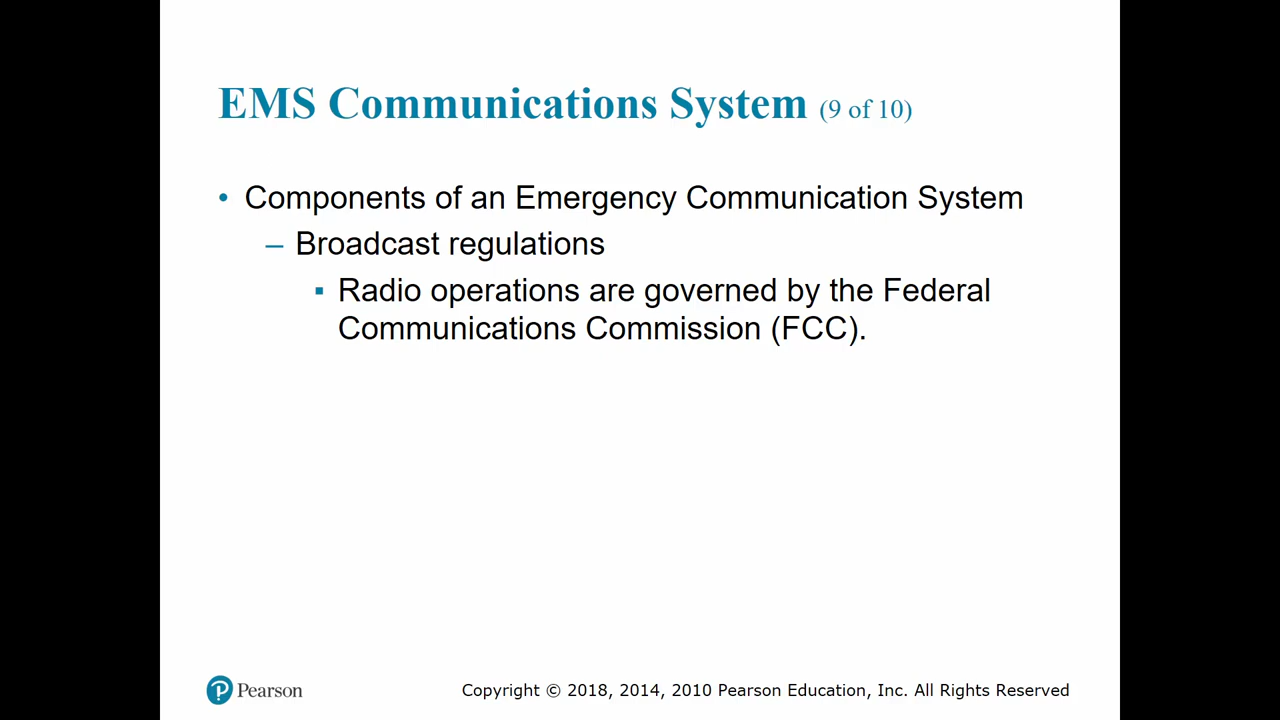 EMS Communications System (9 of 10)
• Components of an Emergency Communication System
– Broadcast regulations
▪ Radio operations are governed by the Federal
Communications Commission (FCC).
Pearson
Copyright © 2018, 2014, 2010 Pearson Education, Inc. All Rights Reserved